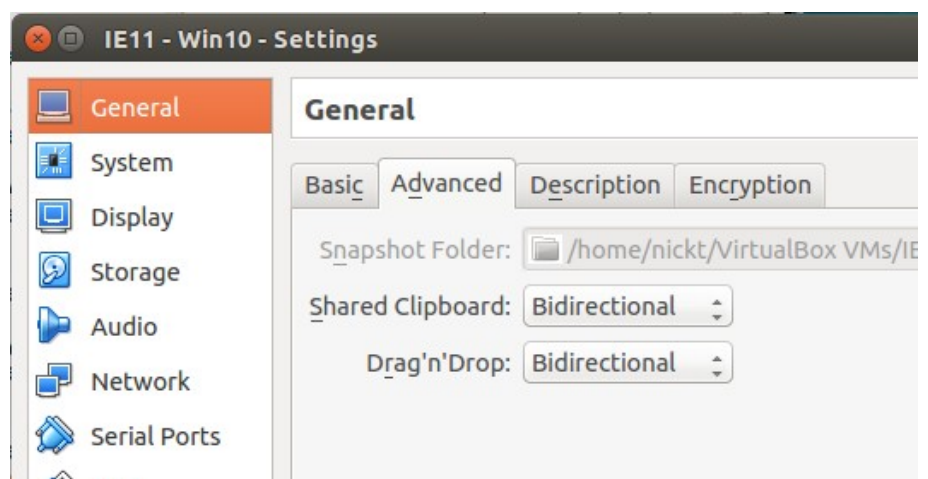 IE11 - Win10 - Settings
General
System
Display
Storage
Audio
Network
Serial Ports
General
Basic Advanced Description Encryption
Snapshot Folder: /home/nickt/VirtualBox VMs/IE
Shared Clipboard: Bidirectional
Drag'n'Drop: Bidirectional